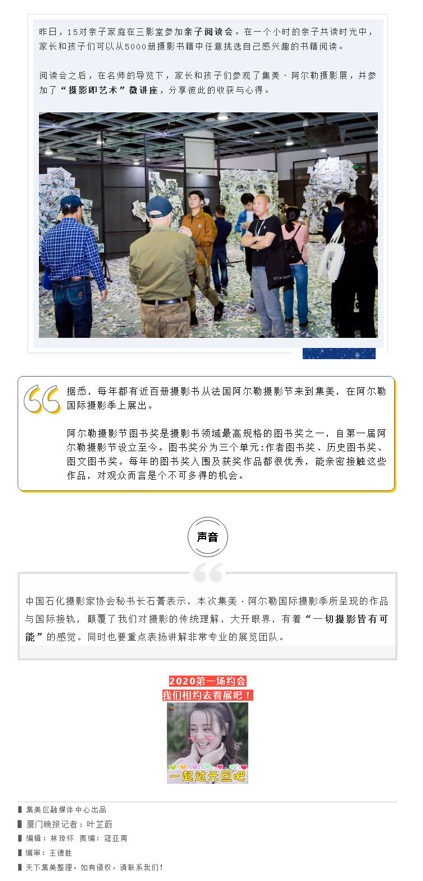 昨日，15对亲子家庭在三影堂参加亲子阅读会。在一个小时的亲子共读时光中，
家长和孩子们可以从5000册摄影书籍中任意挑选自己感兴趣的书籍阅读。
阅读会之后，在名师的导览下，家长和孩子们参观了集美·阿尔勒摄影展，并参
加了“摄影即艺术”微讲座，分享彼此的收获与心得。
据悉，每年都有近百册摄影书从法国阿尔勒摄影节来到集美，在阿尔勒
国际摄影季上展出。
阿尔勒摄影节图书奖是摄影书领域最高规格的图书奖之一，自第一届阿
尔勒摄影节设立至今。图书奖分为三个单元:作者图书奖、历史图书奖、
图文图书奖。每年的图书奖入围及获奖作品都很优秀，能亲密接触这些
作品，对观众而言是个不可多得的机会。
声音
中国石化摄影家协会秘书长石蕾表示，本次集美·阿尔勒国际摄影季所呈现的作品
与国际接轨，颠覆了我们对摄影的传统理解，大开眼界，有着“一切摄影皆有可
能”的感觉。同时也要重点表扬讲解非常专业的展览团队。
2020第一场约会
我们相约去看展吧！
一起过元旦吧
集美区融媒体中心出品
厦门晚报记者：叶芷蔚
编辑：林琼怀 责编：寇亚南
编审：王德胜
天下集美整理，如有侵权，请联系我们！